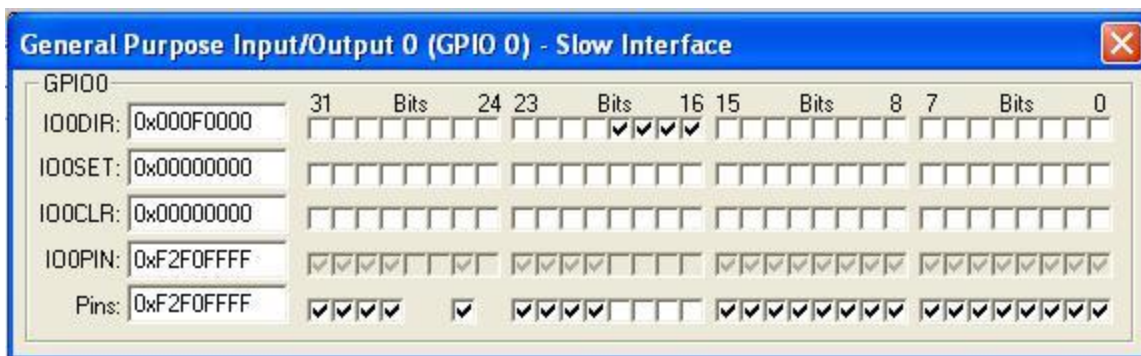 General Purpose Input/Output 0 (GPIO 0) - Slow Interface
GPIO0
31 Bits 24 23 Bits 16 15 Bits 8 7 Bits 0
IO0DIR: 0x000F0000
IO0SET: 0x00000000
IO0CLR: 0x00000000
IO0PIN: 0xF2F0FFFF
Pins: 0xF2F0FFFF